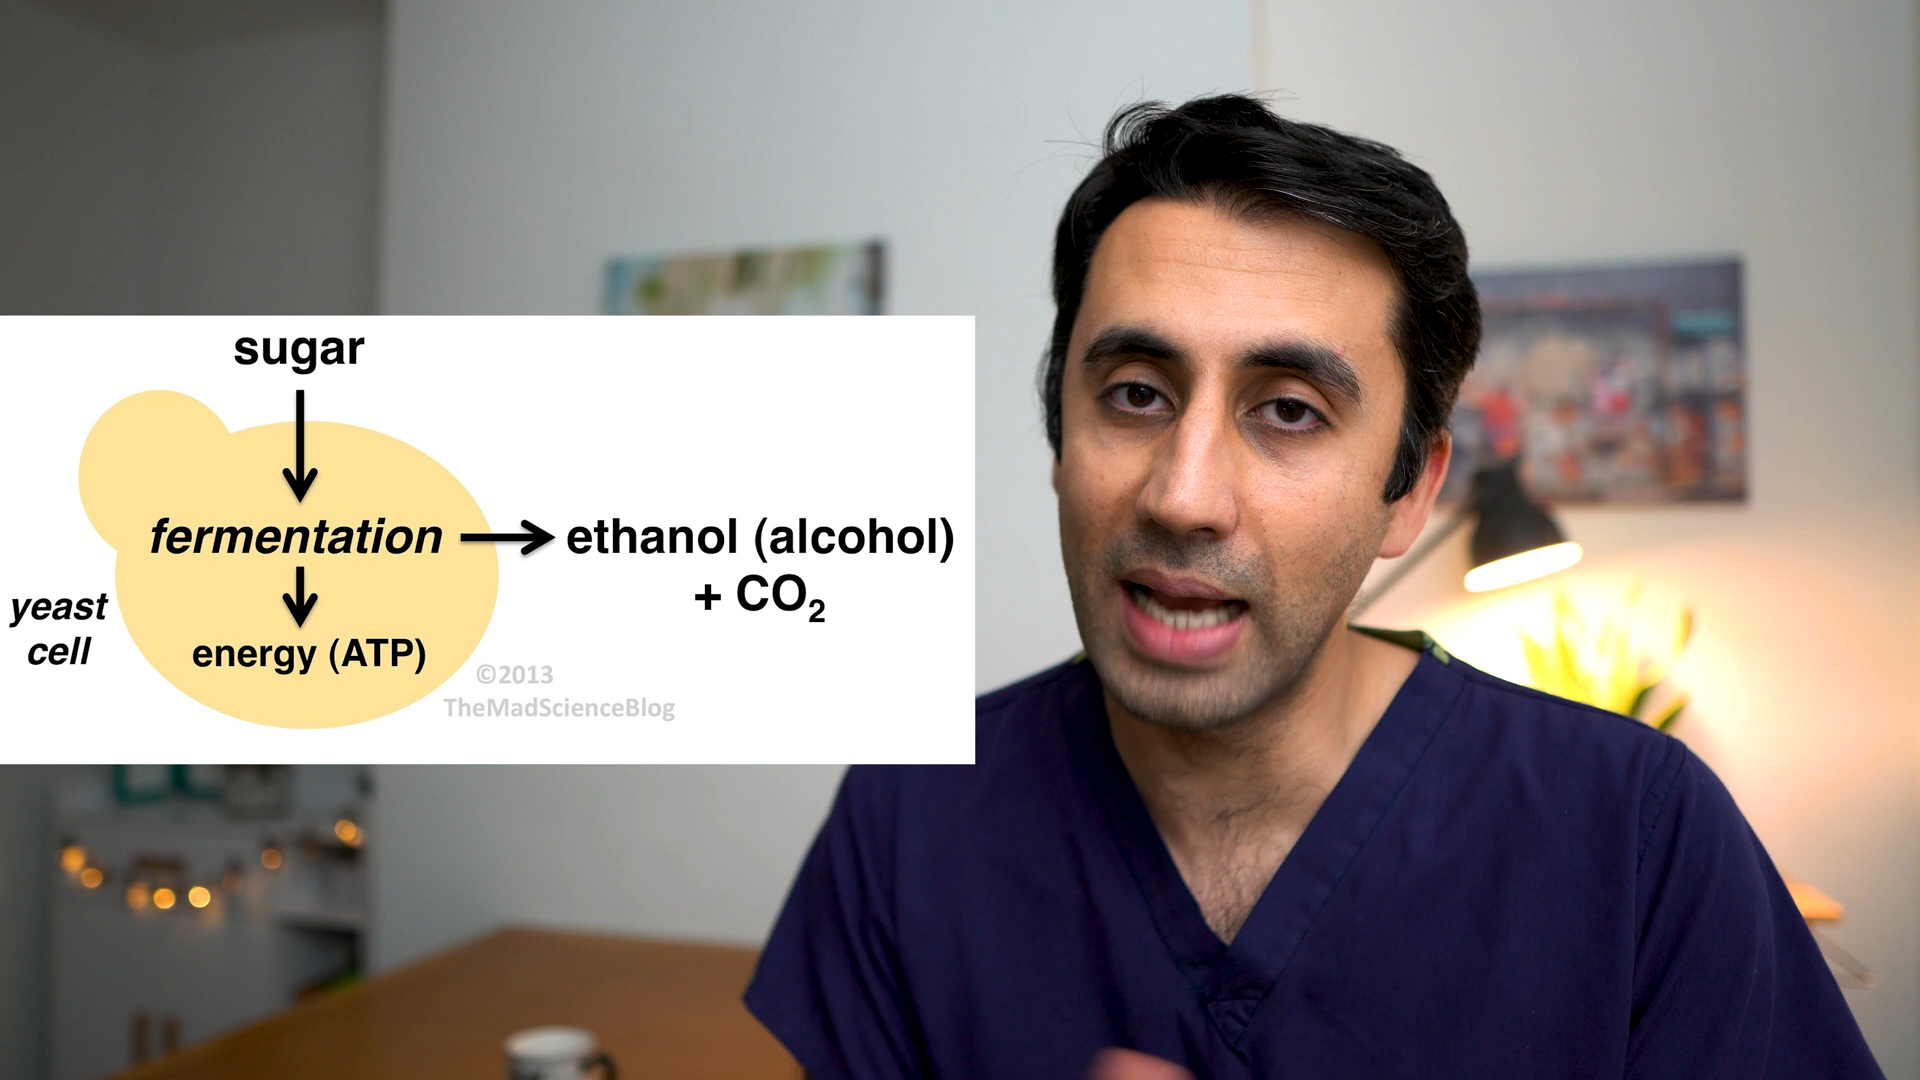 sugar
fermentation
ethanol (alcohol)
+ CO₂
yeast
cell
energy (ATP)
©2013
TheMadScienceBlog